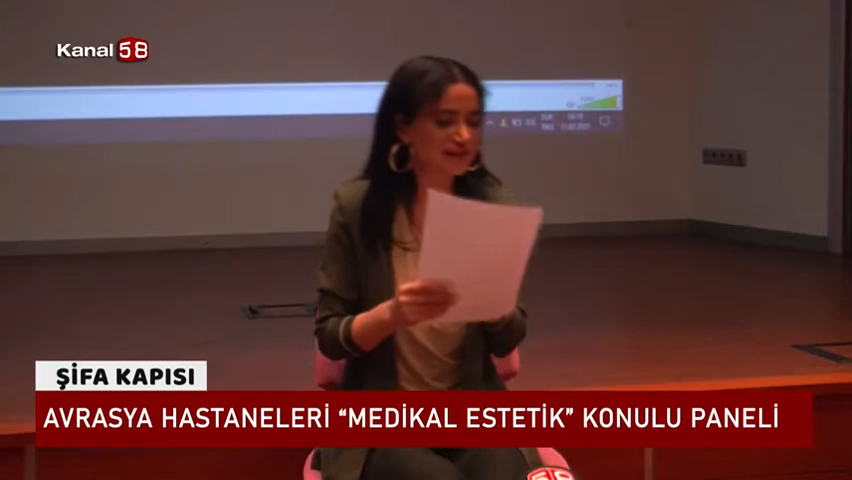 Kanal 58
ŞİFA KAPISI
AVRASYA HASTANELERİ “MEDİKAL ESTETİK” KONULU PANELİ